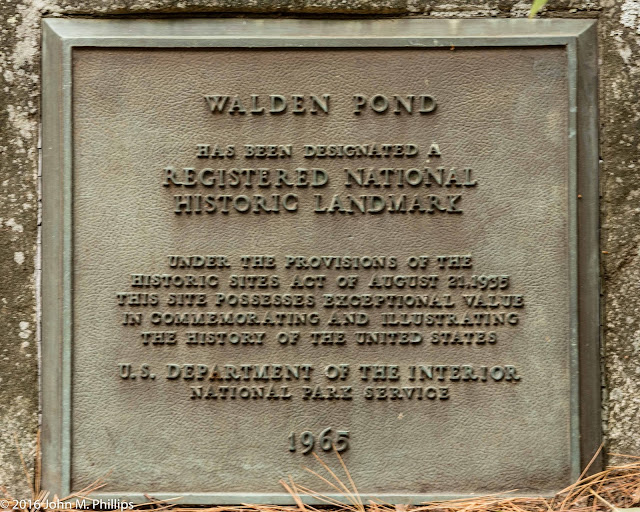 WALDEN POND
HAS BEEN DESIGNATED A
REGISTERED NATIONAL
HISTORIC LANDMARK
UNDER THE PROVISIONS OF THE
HISTORIC SITES ACT OF AUGUST 21, 1935
THIS SITE POSSESSES EXCEPTIONAL VALUE
IN COMMEMORATING AND ILLUSTRATING
THE HISTORY OF THE UNITED STATES
U.S. DEPARTMENT OF THE INTERIOR
NATIONAL PARK SERVICE
1965
© 2016 John M. Phillips